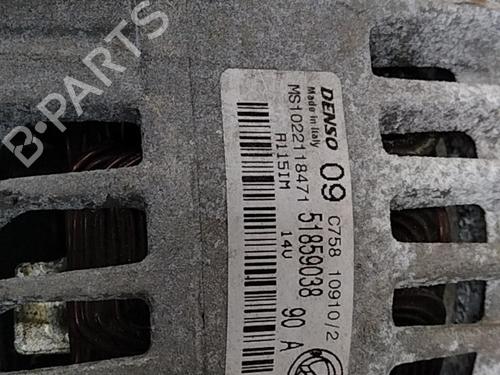 B-PARTS
DENSO
Made in Italy
MS1022118471
A115IM
09
C758 10910/2
51859038
14V
90 A